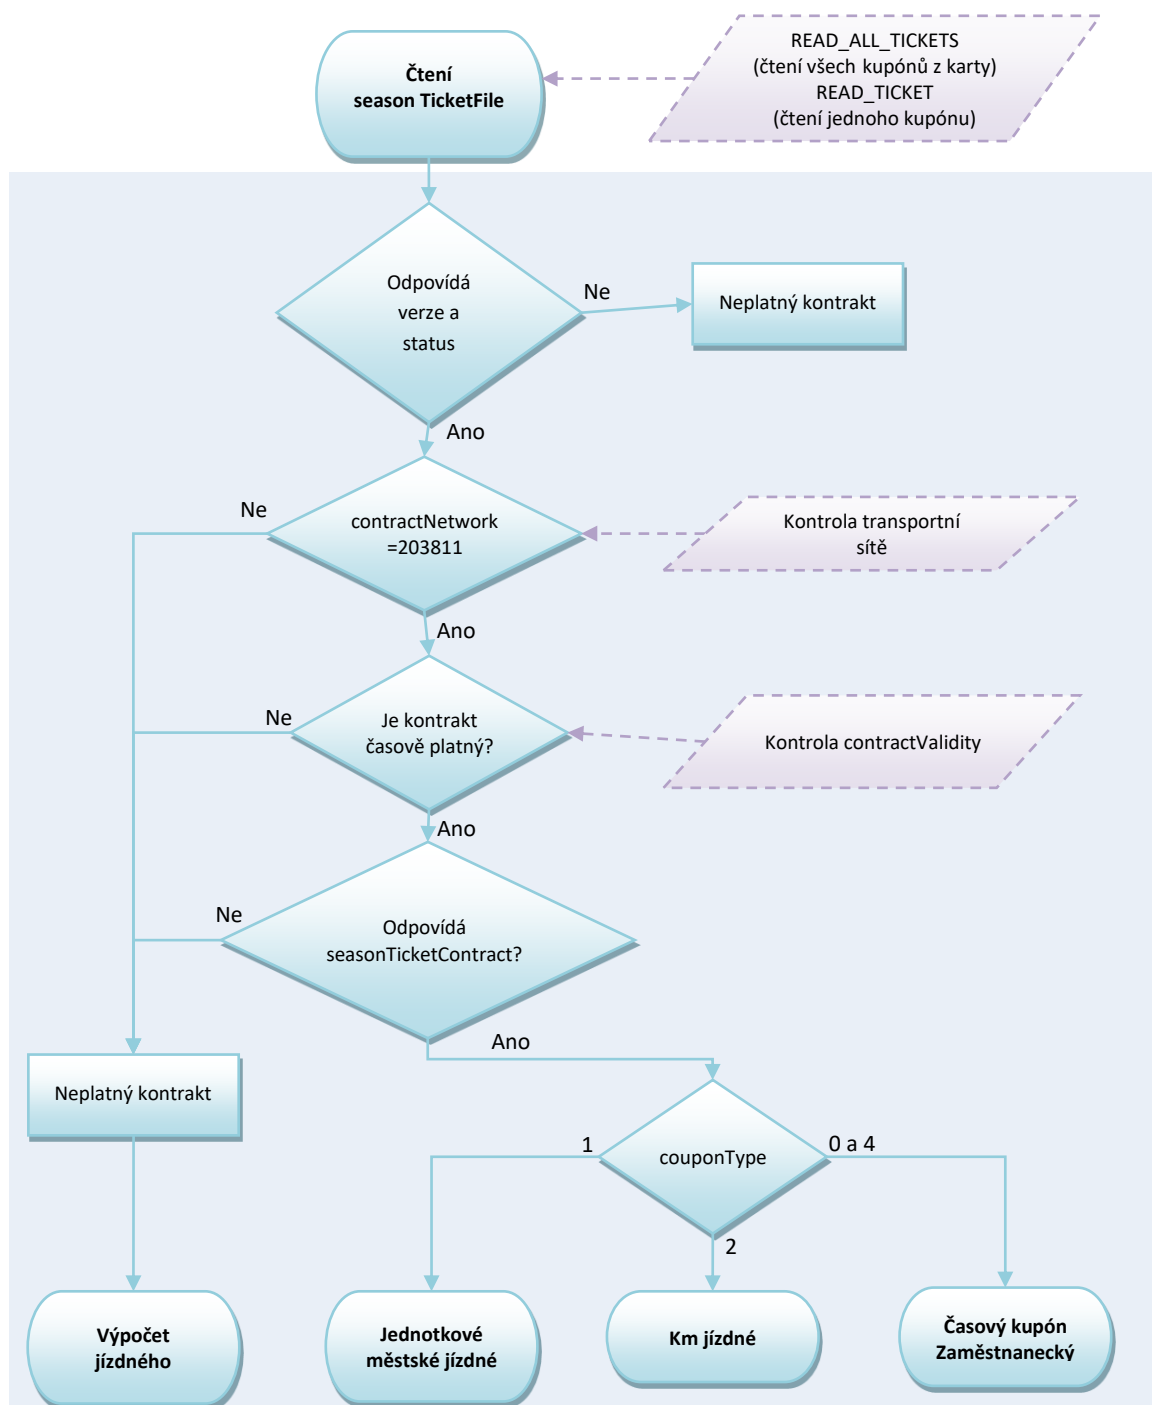 Čtení
season TicketFile
READ_ALL_TICKETS
(čtení všech kupónů z karty)
READ_TICKET
(čtení jednoho kupónu)
Odpovídá
verze a
status
Ne
Neplatný kontrakt
Ano
Ne
contractNetwork
=203811
Kontrola transportní
sítě
Ano
Ne
Je kontrakt
časově platný?
Kontrola contractValidity
Ano
Ne
Odpovídá
seasonTicketContract?
Ano
Neplatný kontrakt
1
couponType
0 a 4
2
Výpočet
jízdného
Jednotkové
městské jízdné
Km jízdné
Časový kupón
Zaměstnanecký